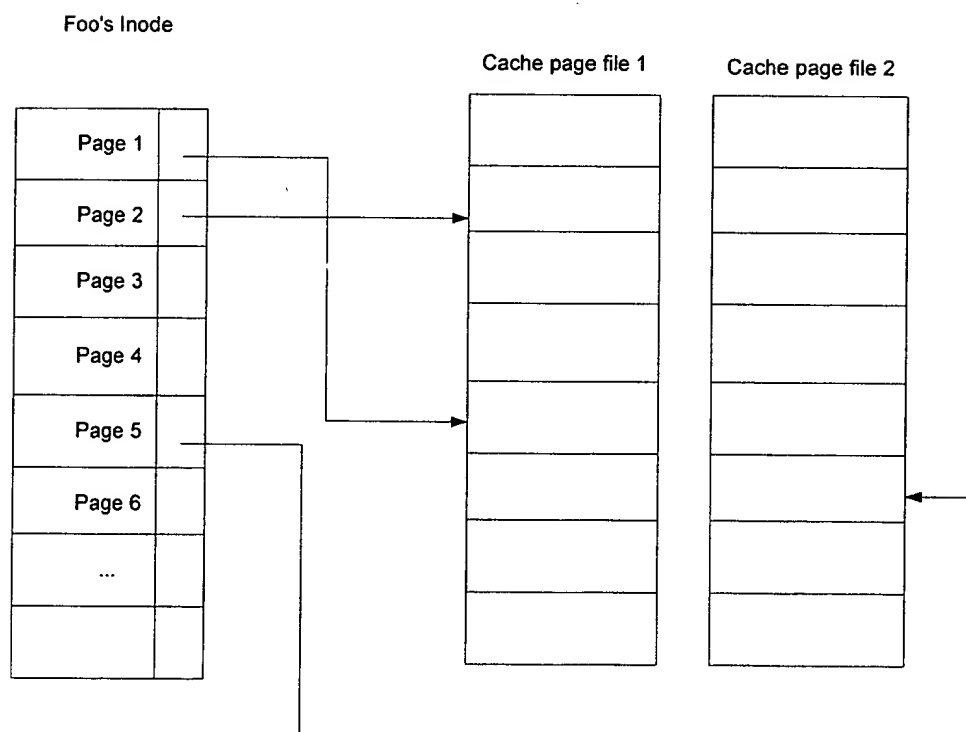 Foo's Inode
Cache page file 1
Cache page file 2
Page 1
Page 2
Page 3
Page 4
Page 5
Page 6
...